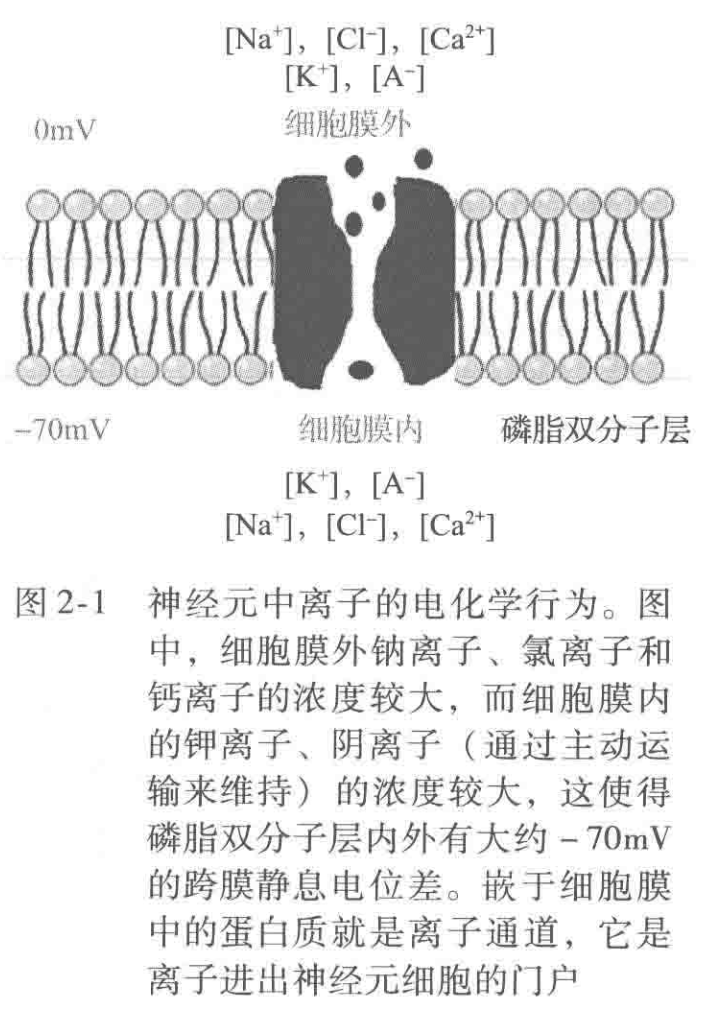 [Na⁺], [Cl⁻], [Ca²⁺]
[K⁺], [A⁻]
0mV
细胞膜外
−70mV
细胞膜内
磷脂双分子层
[K⁺], [A⁻]
[Na⁺], [Cl⁻], [Ca²⁺]
图 2-1 神经元中离子的电化学行为。图
中，细胞膜外钠离子、氯离子和
钙离子的浓度较大，而细胞膜内
的钾离子、阴离子（通过主动运
输来维持）的浓度较大，这使得
磷脂双分子层内外有大约 −70mV
的跨膜静息电位差。嵌于细胞膜
中的蛋白质就是离子通道，它是
离子进出神经元细胞的门户